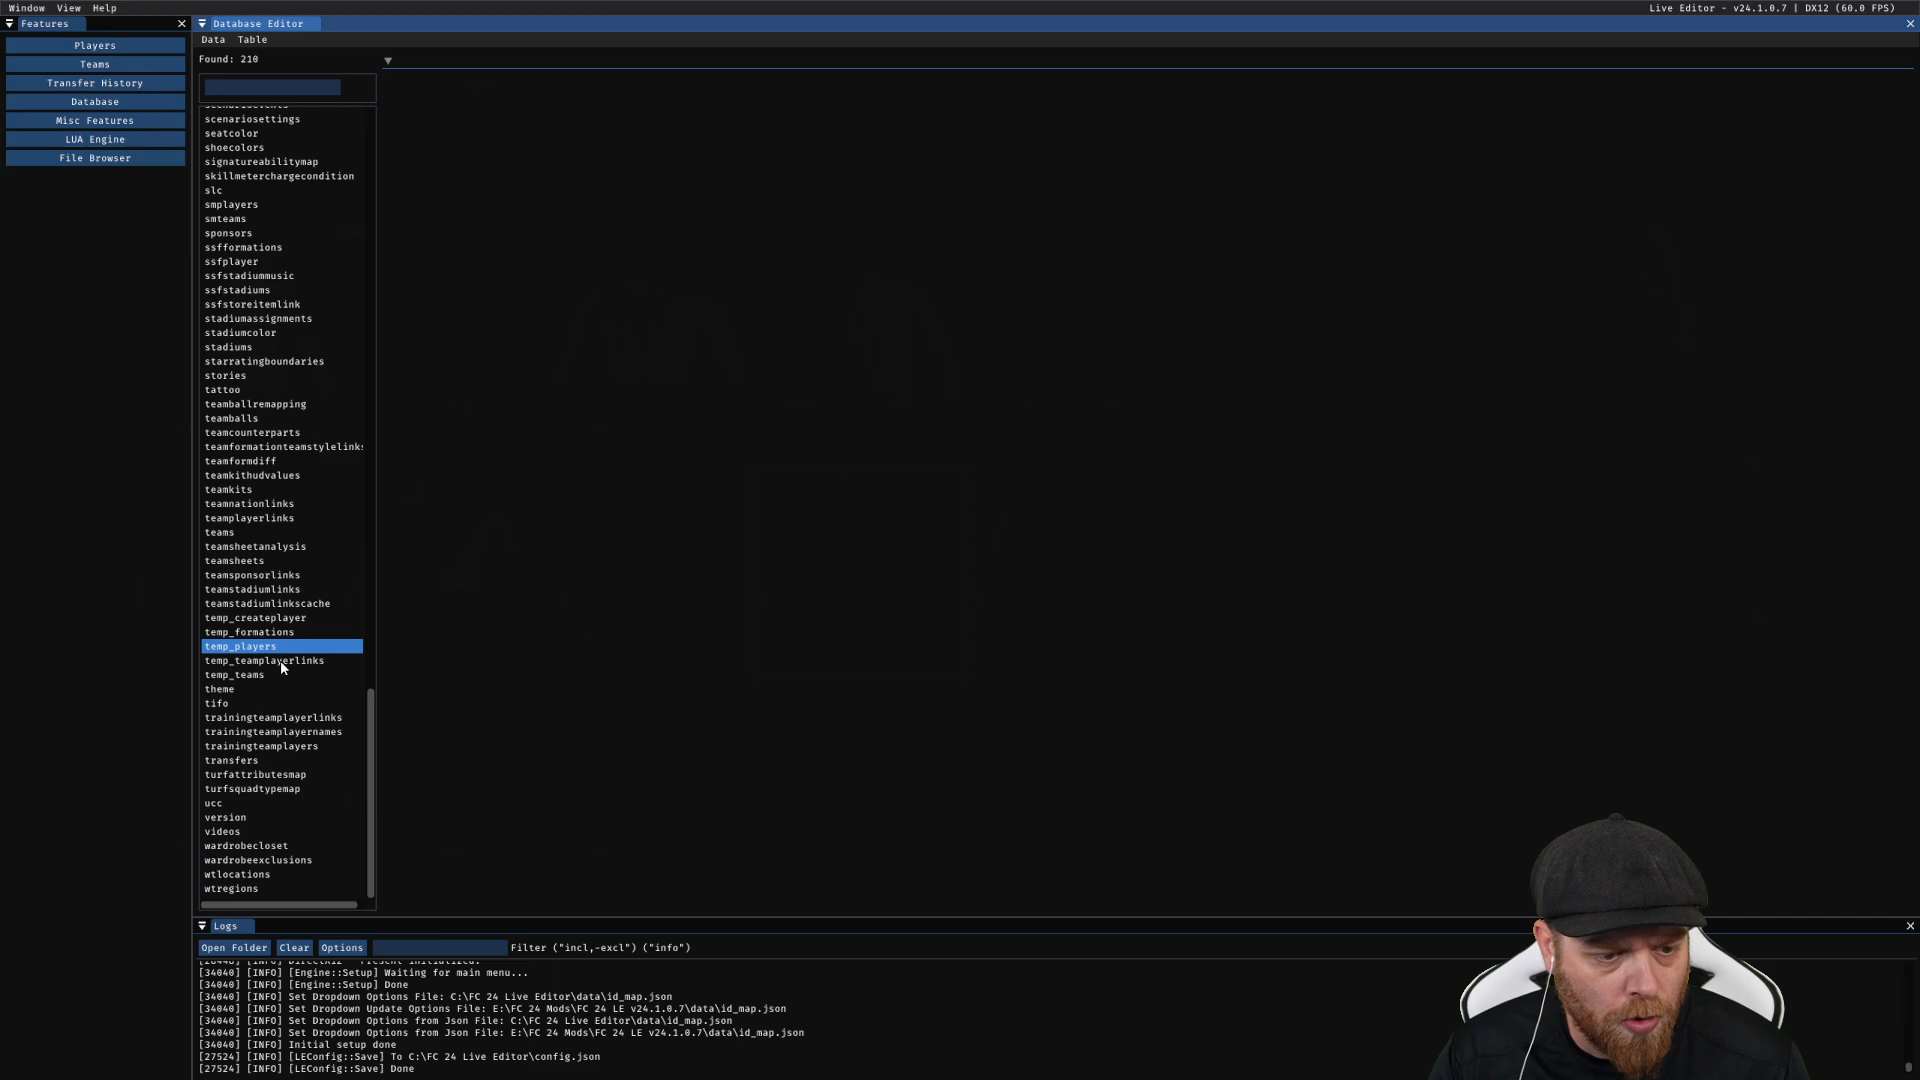 Window View Help
Live Editor - v24.1.0.7 | DX12 (60.0 FPS)
Features
Players
Teams
Transfer History
Database
Misc Features
LUA Engine
File Browser
Database Editor
Data Table
Found: 210
scenariosettings
seatcolor
shoecolors
signatureabilitymap
skillmeterchargecondition
slc
smplayers
smteams
sponsors
ssfformations
ssfplayer
ssfstadiummusic
ssfstadiums
ssfstoreitemlink
stadiumassignments
stadiumcolor
stadiums
starratingboundaries
stories
tattoo
teamballremapping
teamballs
teamcounterparts
teamformationteamstylelinks
teamformdiff
teamkithudvalues
teamkits
teamnationlinks
teamplayerlinks
teams
teamsheetanalysis
teamsheets
teamsponsorlinks
teamstadiumlinks
teamstadiumlinkscache
temp_createplayer
temp_formations
temp_players
temp_teamplayerlinks
temp_teams
theme
tifo
trainingteamplayerlinks
trainingteamplayernames
trainingteamplayers
transfers
turfattributesmap
turfsquadtypemap
ucc
version
videos
wardrobecloset
wardrobeexclusions
wtlocations
wtregions
Logs
Open Folder Clear Options Filter ("incl,-excl") ("info")
[34040] [INFO] [Engine::Setup] Waiting for main menu...
[34040] [INFO] [Engine::Setup] Done
[34040] [INFO] Set Dropdown Options File: C:\FC 24 Live Editor\data\id_map.json
[34040] [INFO] Set Dropdown Update Options File: E:\FC 24 Mods\FC 24 LE v24.1.0.7\data\id_map.json
[34040] [INFO] Set Dropdown Options from Json File: C:\FC 24 Live Editor\data\id_map.json
[34040] [INFO] Set Dropdown Options from Json File: E:\FC 24 Mods\FC 24 LE v24.1.0.7\data\id_map.json
[34040] [INFO] Initial setup done
[27524] [INFO] [LEConfig::Save] To C:\FC 24 Live Editor\config.json
[27524] [INFO] [LEConfig::Save] Done